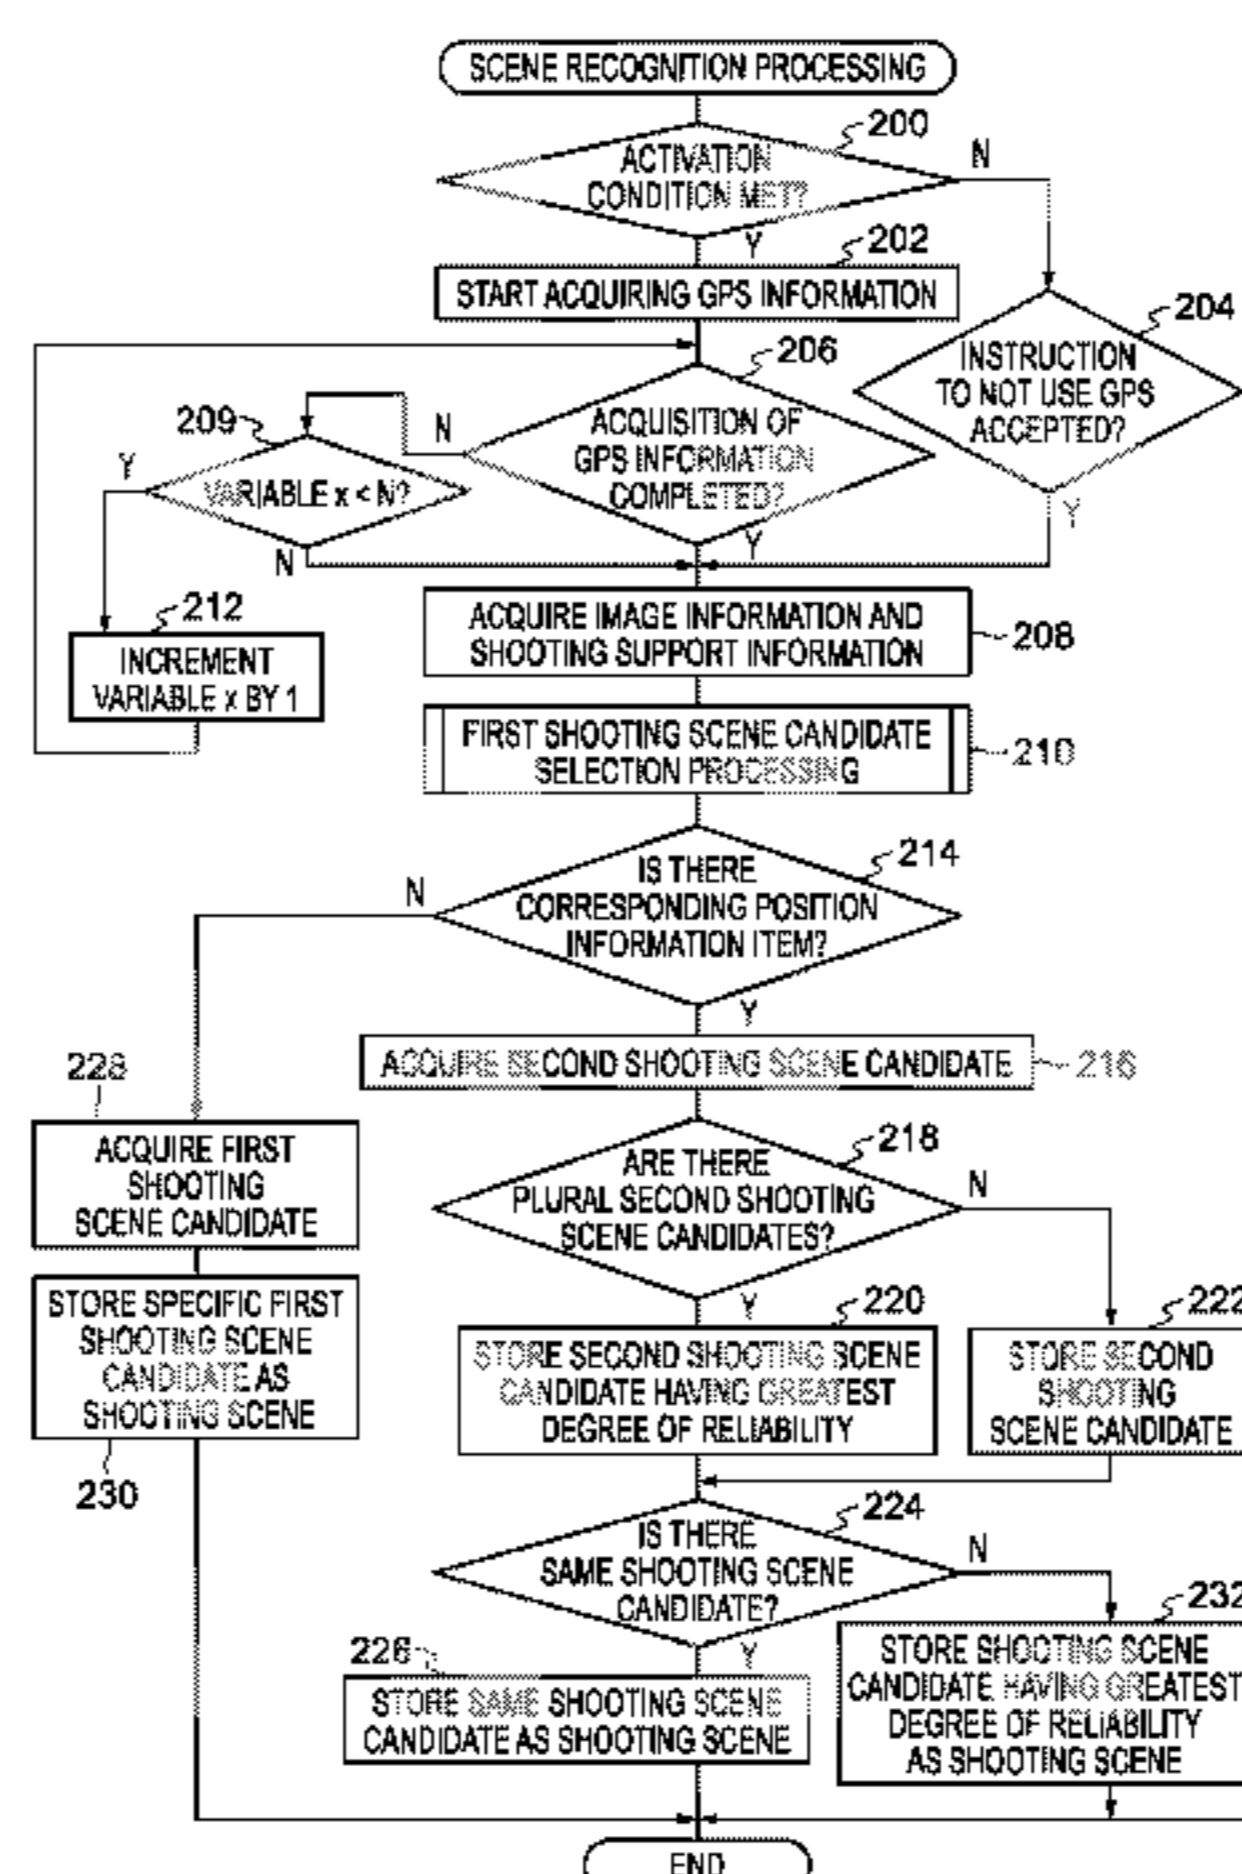 SCENE RECOGNITION PROCESSING
200
ACTIVATION
CONDITION MET?
N
Y
202
START ACQUIRING GPS INFORMATION
204
INSTRUCTION
TO NOT USE GPS
ACCEPTED?
Y
206
ACQUISITION OF
GPS INFORMATION
COMPLETED?
N
Y
209
VARIABLE x < N?
Y
N
212
INCREMENT
VARIABLE x BY 1
ACQUIRE IMAGE INFORMATION AND
SHOOTING SUPPORT INFORMATION
208
FIRST SHOOTING SCENE CANDIDATE
SELECTION PROCESSING
210
214
IS THERE
CORRESPONDING POSITION
INFORMATION ITEM?
N
Y
ACQUIRE SECOND SHOOTING SCENE CANDIDATE
216
228
ACQUIRE FIRST
SHOOTING
SCENE CANDIDATE
218
ARE THERE
PLURAL SECOND SHOOTING
SCENE CANDIDATES?
N
Y
STORE SPECIFIC FIRST
SHOOTING SCENE
CANDIDATE AS
SHOOTING SCENE
230
220
STORE SECOND SHOOTING SCENE
CANDIDATE HAVING GREATEST
DEGREE OF RELIABILITY
222
STORE SECOND
SHOOTING
SCENE CANDIDATE
224
IS THERE
SAME SHOOTING SCENE
CANDIDATE?
N
Y
226
STORE SAME SHOOTING SCENE
CANDIDATE AS SHOOTING SCENE
232
STORE SHOOTING SCENE
CANDIDATE HAVING GREATEST
DEGREE OF RELIABILITY
AS SHOOTING SCENE
END